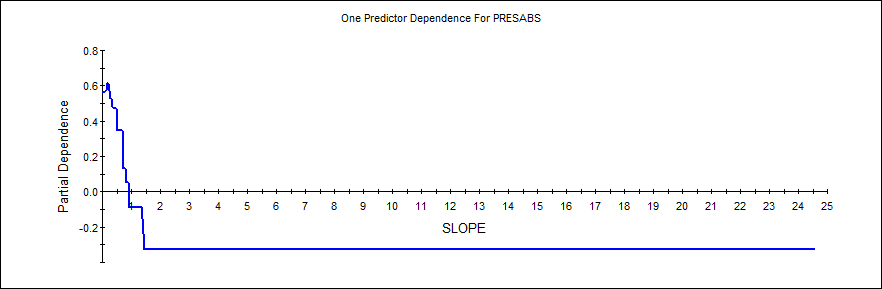 One Predictor Dependence For PRESABS
Partial Dependence
0.8
0.6
0.4
0.2
0.0
-0.2
1 2 3 4 5 6 7 8 9 10 11 12 13 14 15 16 17 18 19 20 21 22 23 24 25
SLOPE